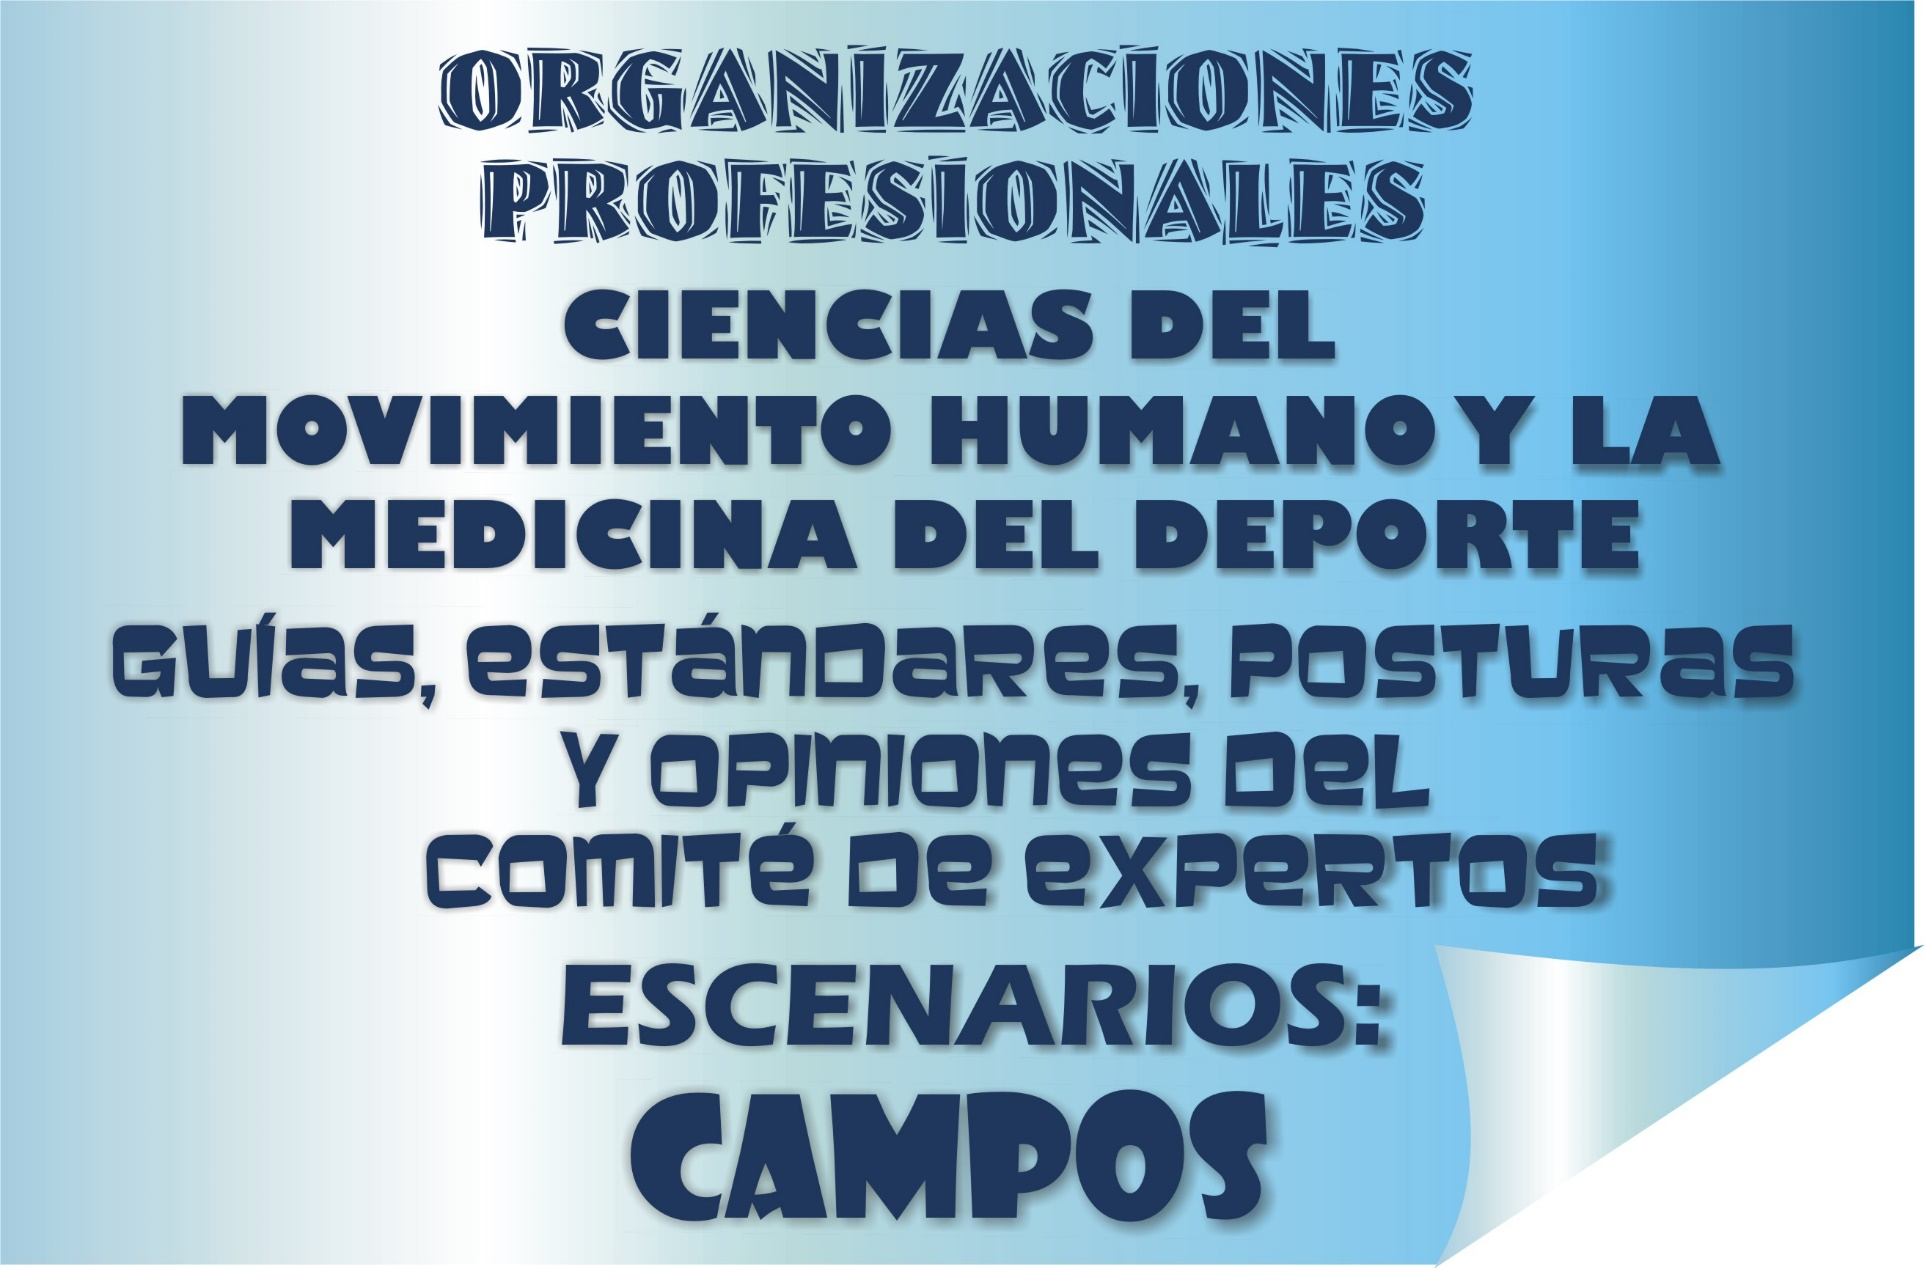 ORGANIZACIONES
PROFESIONALES
CIENCIAS DEL
MOVIMIENTO HUMANO Y LA
MEDICINA DEL DEPORTE
GUÍas, esTánDaRes, POSTURas
Y OPINIONes DeL
COMITÉ De eXPeRTOS
ESCENARIOS:
CAMPOS